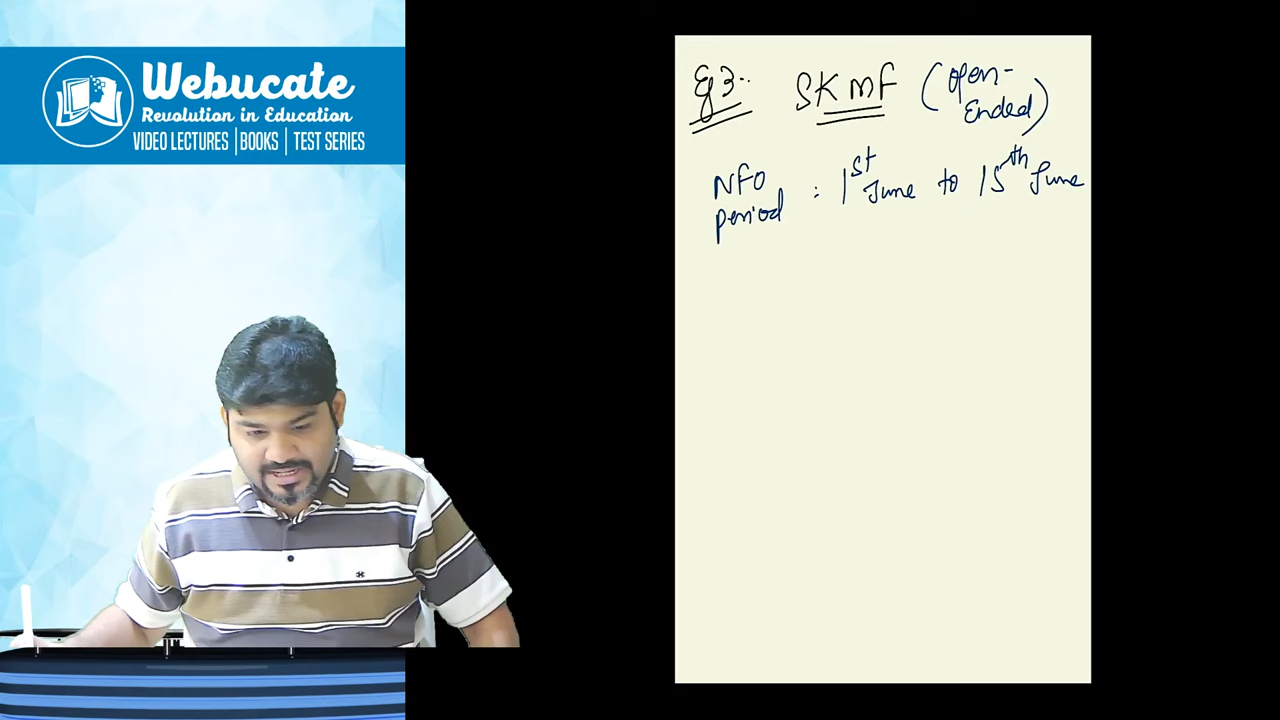 Webucate
Revolution in Education
VIDEO LECTURES | BOOKS | TEST SERIES
Eg 3:
SKMF (Open-
Ended)
NFO
period : 1st June to 15th June